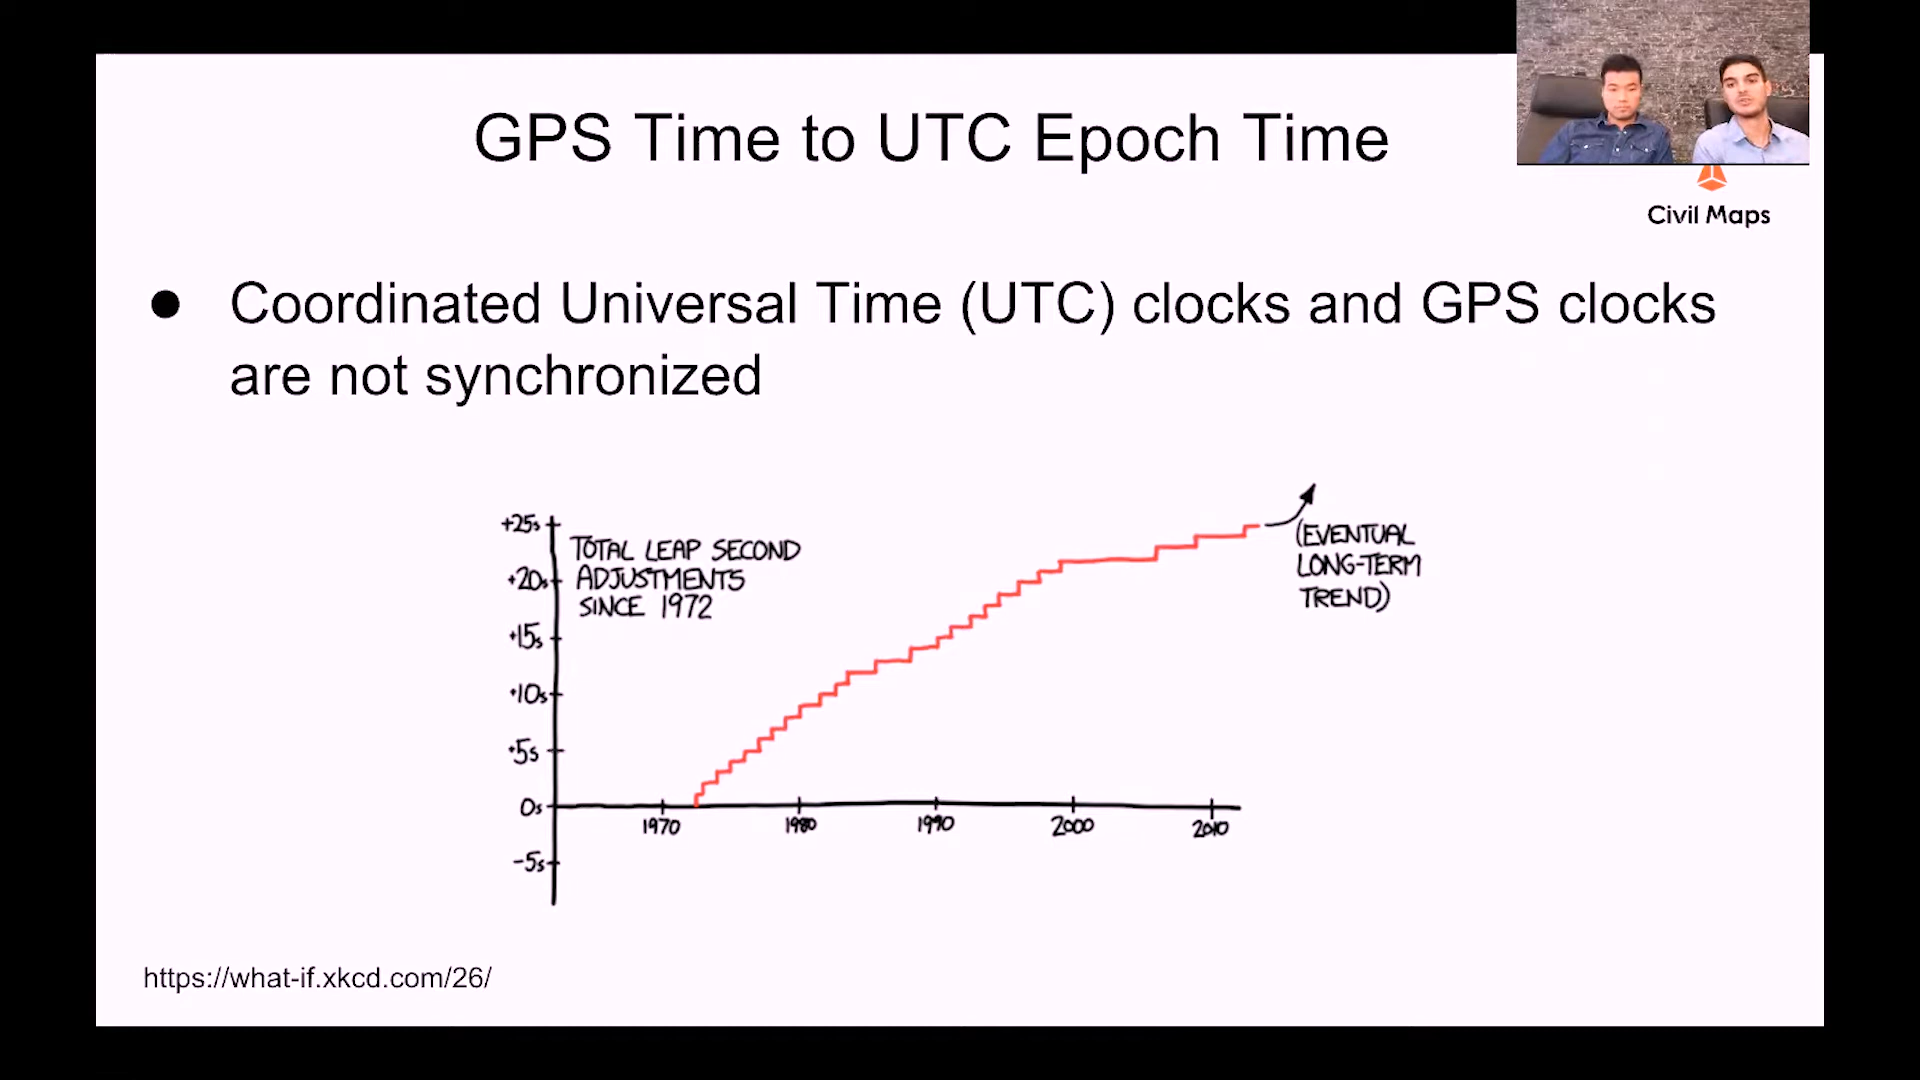 GPS Time to UTC Epoch Time
Civil Maps
● Coordinated Universal Time (UTC) clocks and GPS clocks
are not synchronized
+25s
+20s
+15s
+10s
+5s
0s
-5s
TOTAL LEAP SECOND
ADJUSTMENTS
SINCE 1972
(EVENTUAL
LONG-TERM
TREND)
1970
1980
1990
2000
2010
https://what-if.xkcd.com/26/